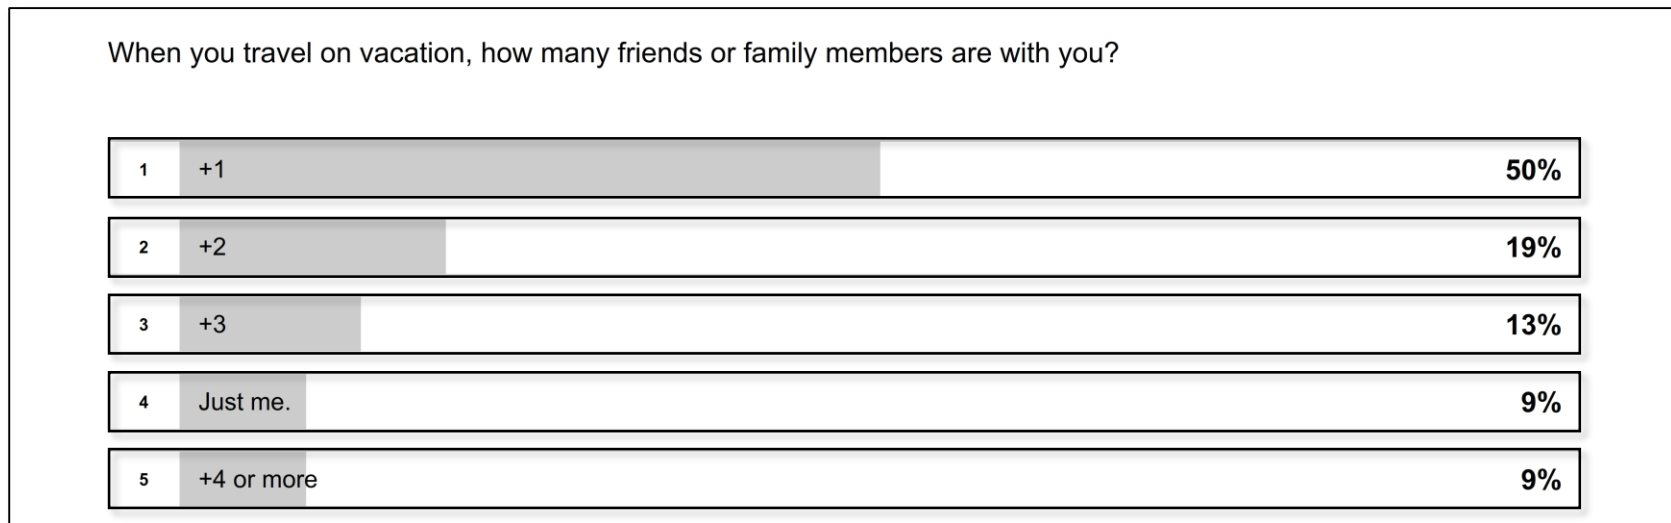 When you travel on vacation, how many friends or family members are with you?
1 +1 50%
2 +2 19%
3 +3 13%
4 Just me. 9%
5 +4 or more 9%